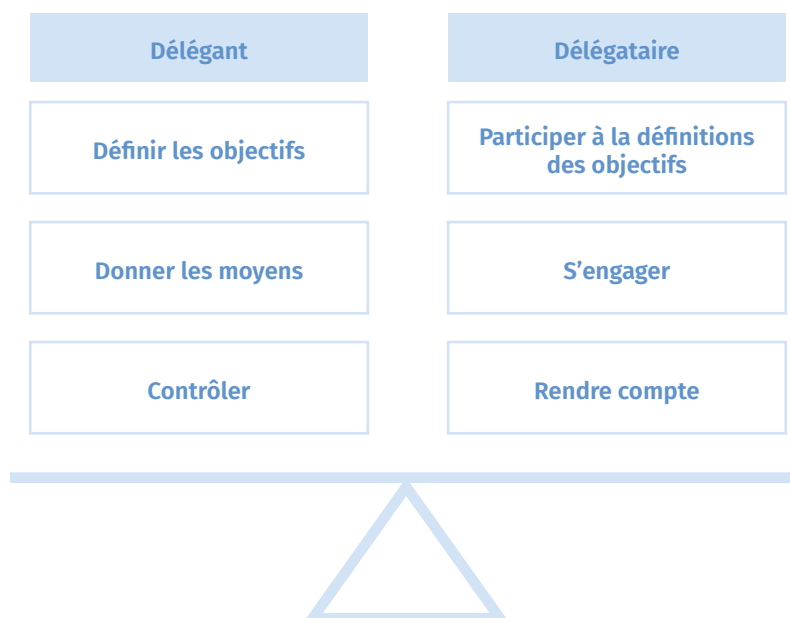 Délégant
Délégataire
Définir les objectifs
Participer à la définitions
des objectifs
Donner les moyens
S’engager
Contrôler
Rendre compte